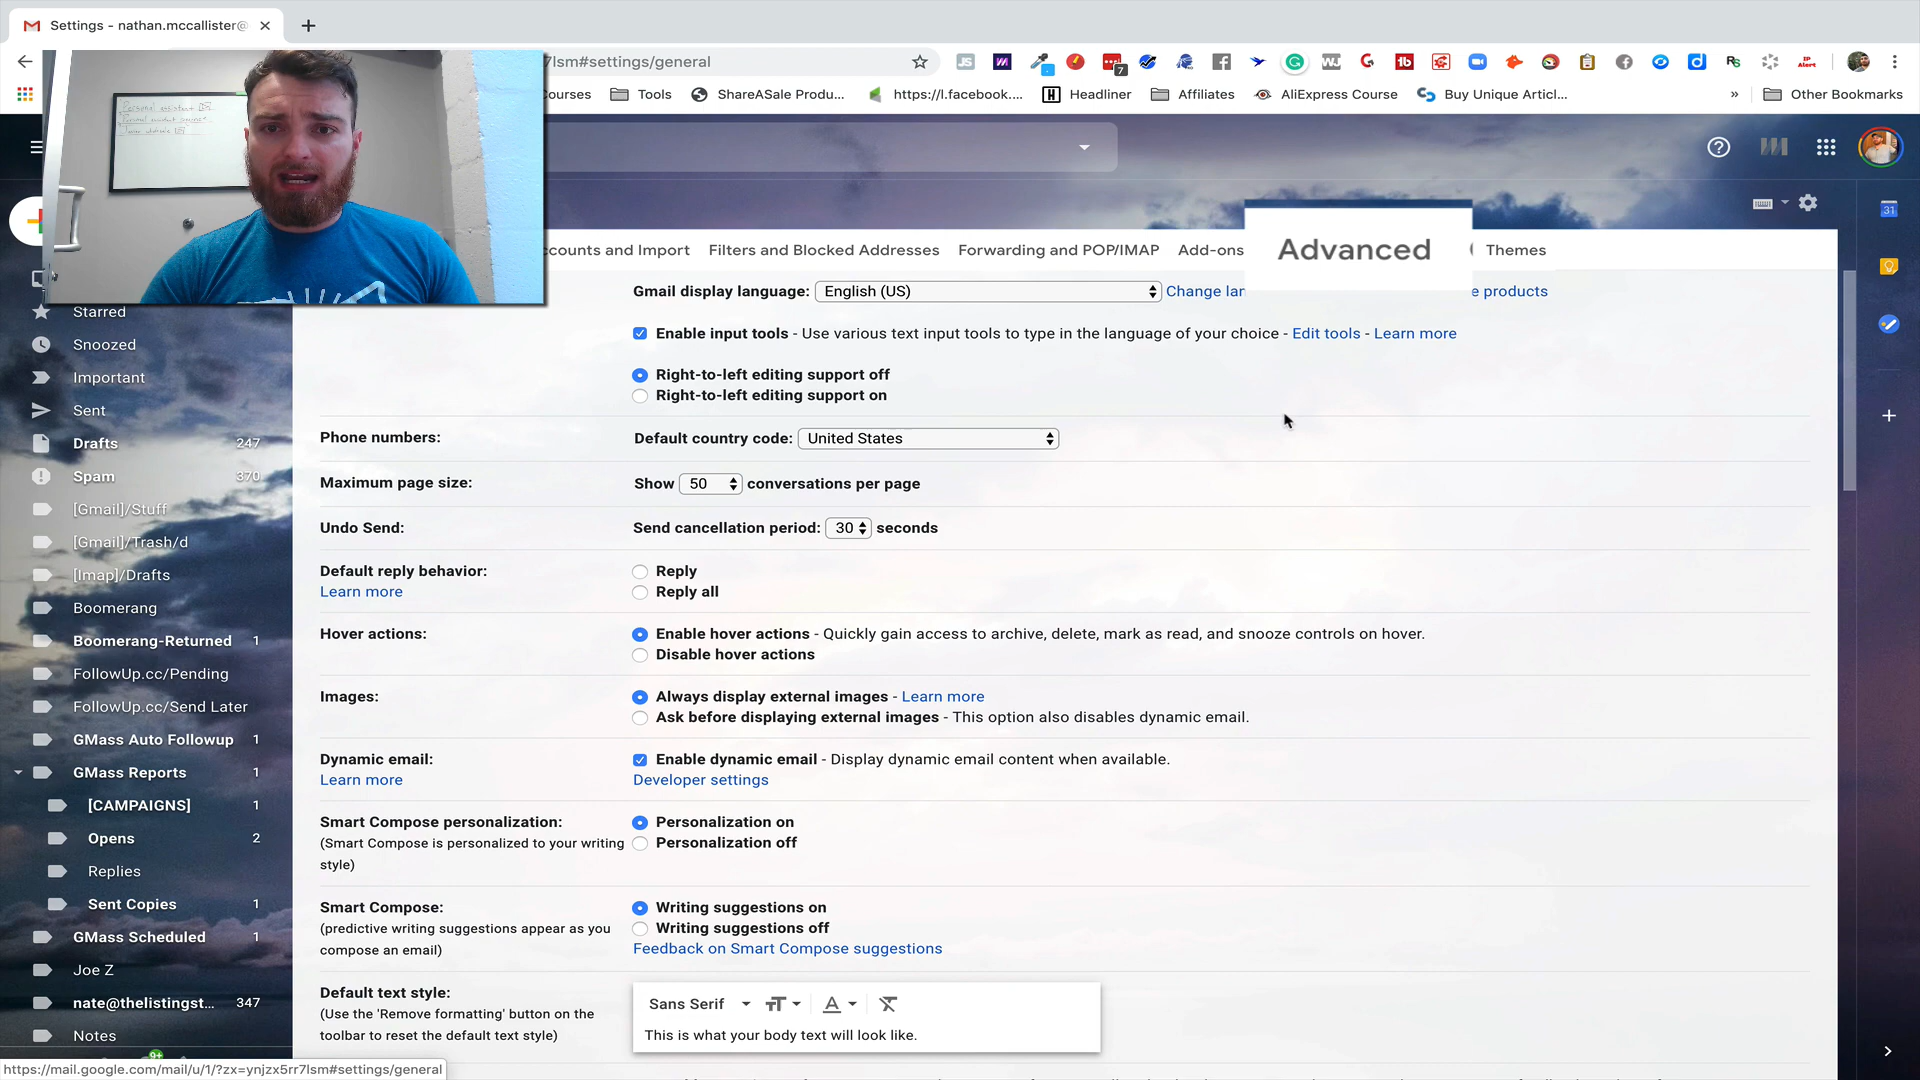 Settings - nathan.mccallister@
7lsm#settings/general
7
ourses
Tools
ShareASale Produ...
https://l.facebook....
Headliner
Affiliates
AliExpress Course
Buy Unique Articl...
»
Other Bookmarks
ccounts and Import
Filters and Blocked Addresses
Forwarding and POP/IMAP
Add-ons
Advanced
Themes
Gmail display language: English (US) Change lar
e products
Enable input tools - Use various text input tools to type in the language of your choice - Edit tools - Learn more
Right-to-left editing support off
Right-to-left editing support on
Phone numbers: Default country code: United States
Maximum page size: Show 50 conversations per page
Undo Send: Send cancellation period: 30 seconds
Default reply behavior:
Learn more
Reply
Reply all
Hover actions:
Enable hover actions - Quickly gain access to archive, delete, mark as read, and snooze controls on hover.
Disable hover actions
Images:
Always display external images - Learn more
Ask before displaying external images - This option also disables dynamic email.
Dynamic email:
Learn more
Enable dynamic email - Display dynamic email content when available.
Developer settings
Smart Compose personalization:
(Smart Compose is personalized to your writing
style)
Personalization on
Personalization off
Smart Compose:
(predictive writing suggestions appear as you
compose an email)
Writing suggestions on
Writing suggestions off
Feedback on Smart Compose suggestions
Default text style:
(Use the 'Remove formatting' button on the
toolbar to reset the default text style)
Sans Serif
This is what your body text will look like.
Starred
Snoozed
Important
Sent
Drafts 247
Spam 370
[Gmail]/Stuff
[Gmail]/Trash/d
[Imap]/Drafts
Boomerang
Boomerang-Returned 1
FollowUp.cc/Pending
FollowUp.cc/Send Later
GMass Auto Followup 1
GMass Reports 1
[CAMPAIGNS] 1
Opens 2
Replies
Sent Copies 1
GMass Scheduled 1
Joe Z
nate@thelistingst... 347
Notes
9+
https://mail.google.com/mail/u/1/?zx=ynjzx5rr7lsm#settings/general
31